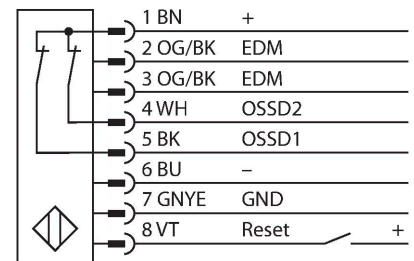 1 BN +
2 OG/BK EDM
3 OG/BK EDM
4 WH OSSD2
5 BK OSSD1
6 BU –
7 GNYE GND
8 VT Reset +